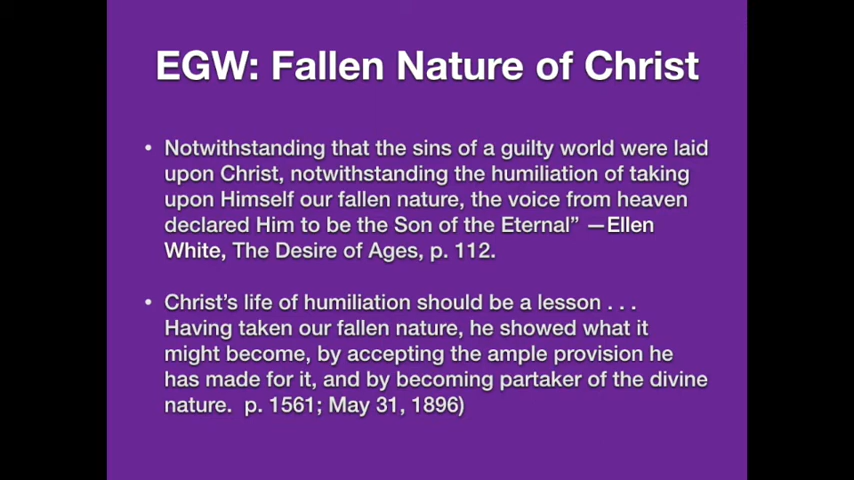 EGW: Fallen Nature of Christ
• Notwithstanding that the sins of a guilty world were laid
upon Christ, notwithstanding the humiliation of taking
upon Himself our fallen nature, the voice from heaven
declared Him to be the Son of the Eternal” —Ellen
White, The Desire of Ages, p. 112.
• Christ’s life of humiliation should be a lesson . . .
Having taken our fallen nature, he showed what it
might become, by accepting the ample provision he
has made for it, and by becoming partaker of the divine
nature. p. 1561; May 31, 1896)